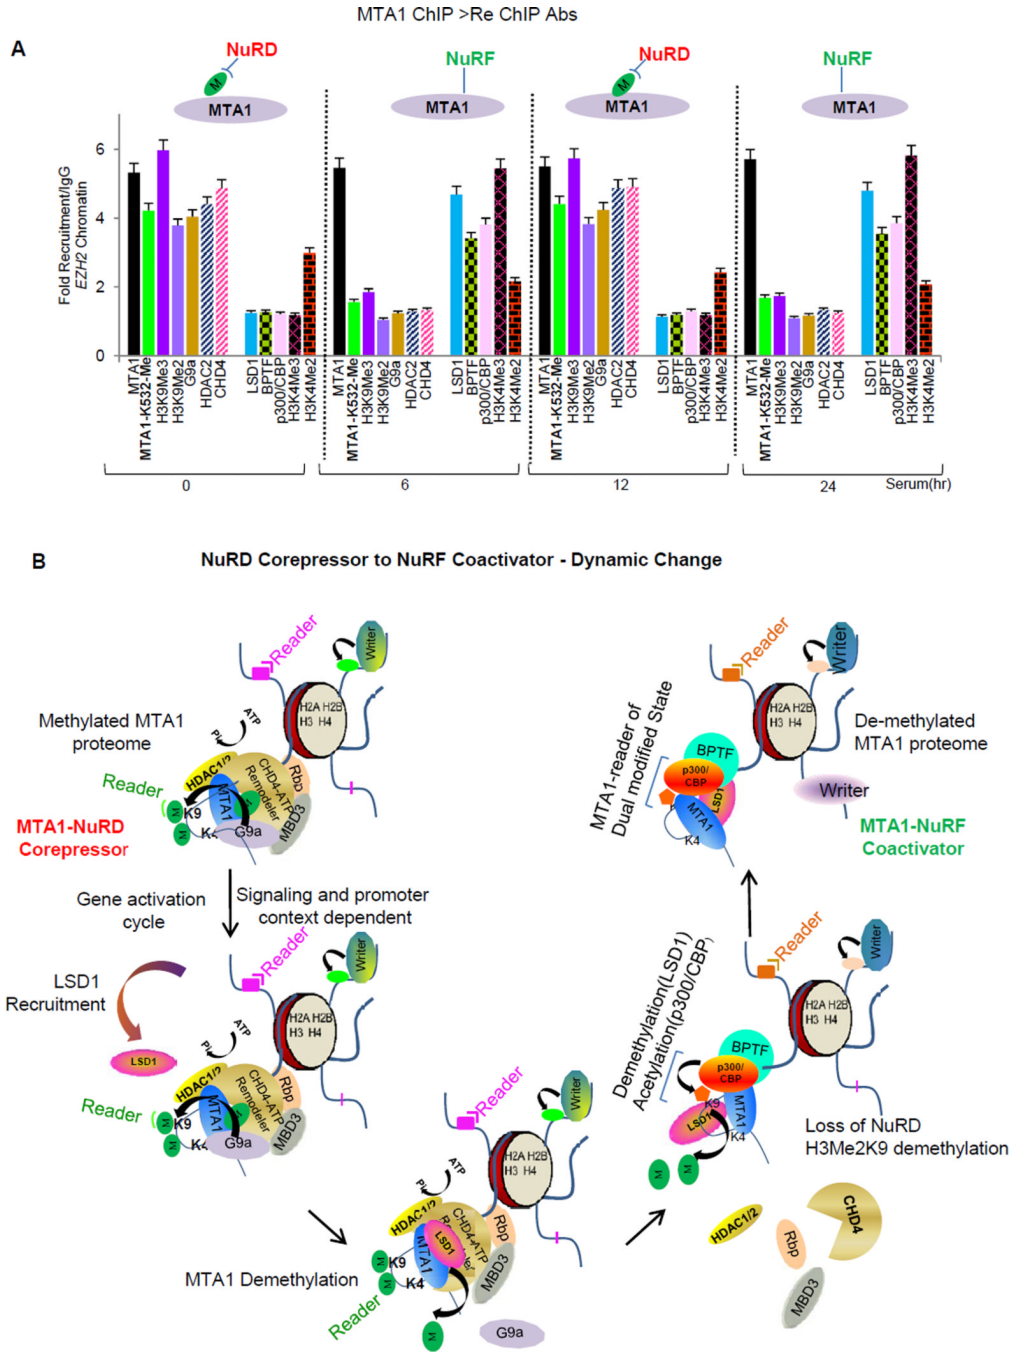 MTA1 ChIP >Re ChIP Abs
A
NuRD
M
MTA1
NuRF
MTA1
NuRD
M
MTA1
NuRF
MTA1
Fold Recruitment/IgG
EZH2 Chromatin
6
4
2
0
MTA1
MTA1-K532-Me
H3K9Me3
H3K9Me2
G9a
HDAC2
CHD4
LSD1
BPTF
p300/CBP
H3K4Me3
H3K4Me2
MTA1
MTA1-K532-Me
H3K9Me3
H3K9Me2
G9a
HDAC2
CHD4
LSD1
BPTF
p300/CBP
H3K4Me3
H3K4Me2
MTA1
MTA1-K532-Me
H3K9Me3
H3K9Me2
G9a
HDAC2
CHD4
LSD1
BPTF
p300/CBP
H3K4Me3
H3K4Me2
MTA1
MTA1-K532-Me
H3K9Me3
H3K9Me2
G9a
HDAC2
CHD4
LSD1
BPTF
p300/CBP
H3K4Me3
H3K4Me2
0
6
12
24
Serum(hr)
B
NuRD Corepressor to NuRF Coactivator - Dynamic Change
Reader
Writer
H2A H2B
H3 H4
Methylated MTA1
proteome
ATP
Pi
HDAC1/2
CHD4-ATP
Remodeler
Rbp
MBD3
MTA1
G9a
Reader
M
M
K9
K4
MTA1-NuRD
Corepressor
Gene activation
cycle
Signaling and promoter
context dependent
LSD1
Recruitment
LSD1
Reader
Writer
H2A H2B
H3 H4
ATP
Pi
HDAC1/2
CHD4-ATP
Remodeler
Rbp
MBD3
MTA1
G9a
Reader
M
M
K9
K4
MTA1 Demethylation
Reader
Writer
H2A H2B
H3 H4
ATP
Pi
HDAC1/2
CHD4-ATP
LSD1
Rbp
MBD3
MTA1
K9
K4
M
M
Reader
M
G9a
Reader
Writer
H2A H2B
H3 H4
Demethylation(LSD1)
Acetylation(p300/CBP)
BPTF
p300/
CBP
K9
LSD1
MTA1
K4
M
M
Loss of NuRD
H3Me2K9 demethylation
HDAC1/2
Rbp
CHD4
MBD3
Reader
Writer
H2A H2B
H3 H4
MTA1-reader of
Dual modified State
BPTF
p300/
CBP
LSD1
MTA1
K4
De-methylated
MTA1 proteome
Writer
MTA1-NuRF
Coactivator